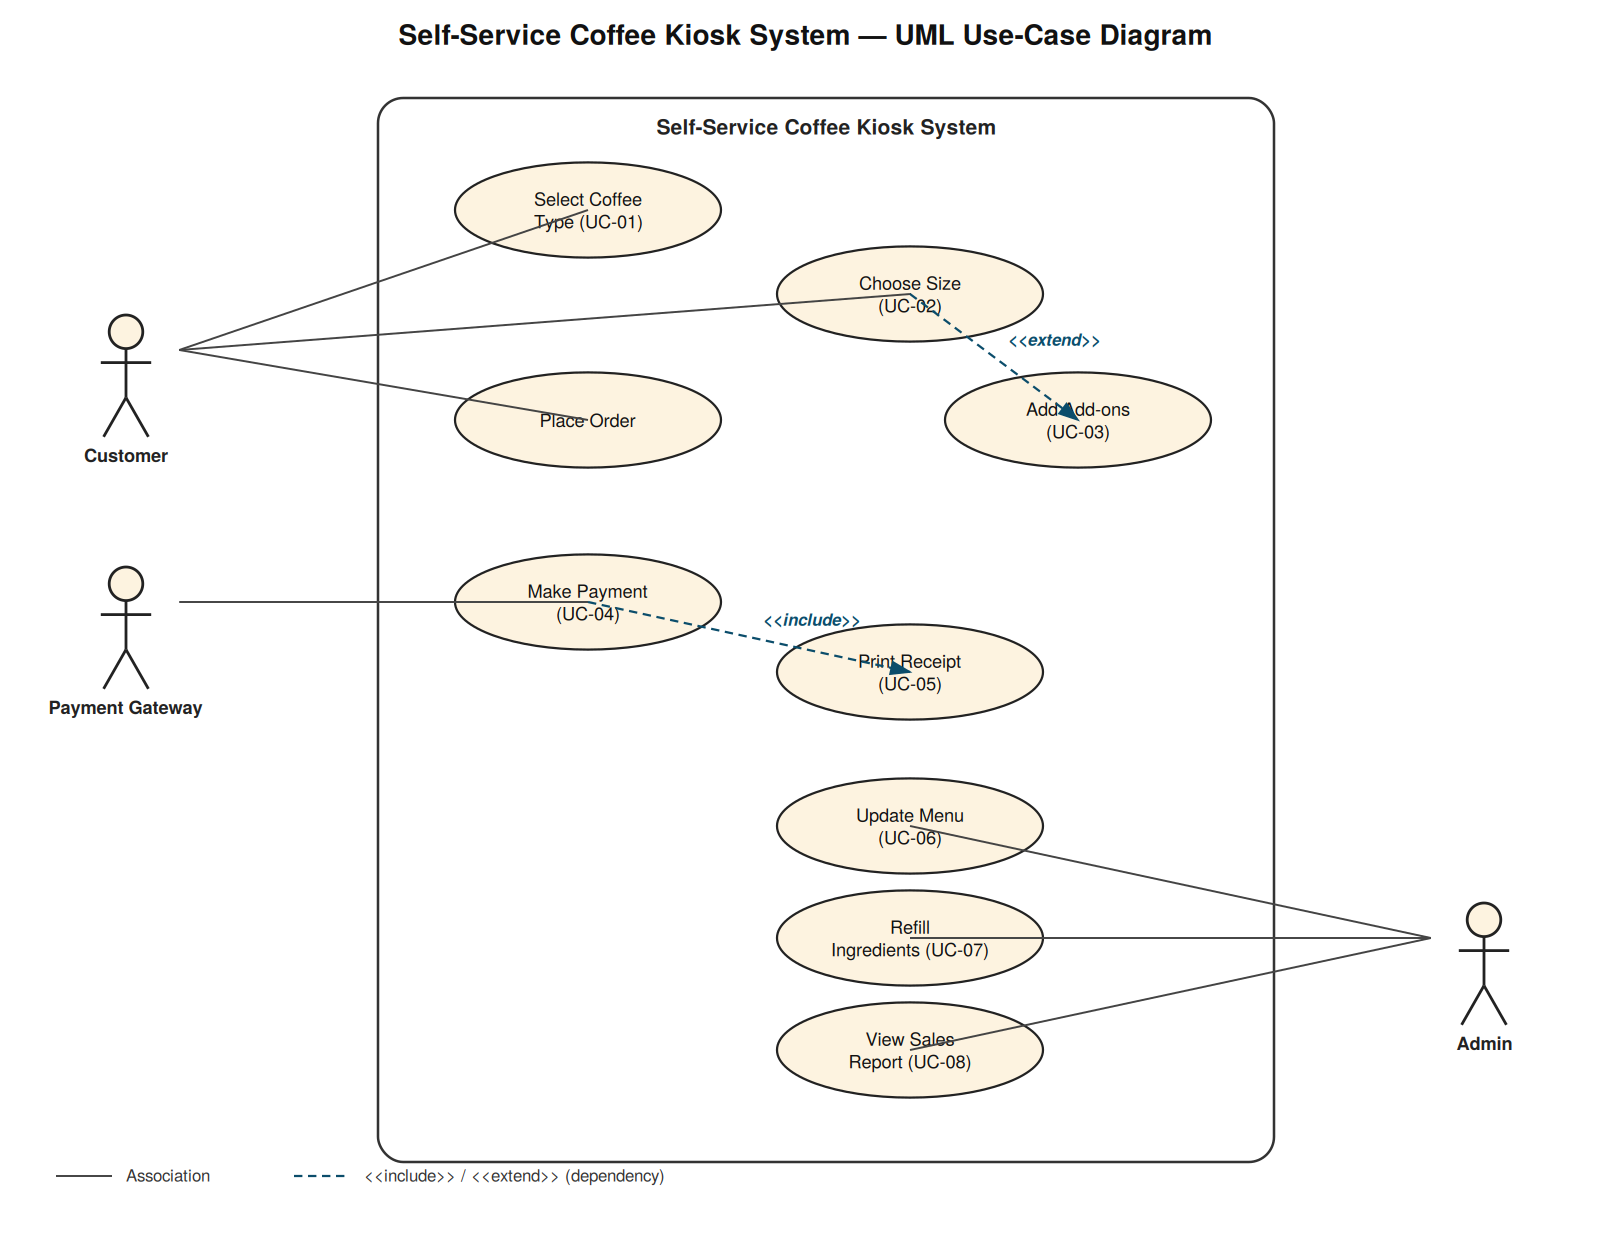 Self-Service Coffee Kiosk System — UML Use-Case Diagram
Self-Service Coffee Kiosk System
Select Coffee
Type (UC-01)
Choose Size
(UC-02)
<<extend>>
Place Order
Add Add-ons
(UC-03)
Customer
Make Payment
(UC-04)
<<include>>
Print Receipt
(UC-05)
Payment Gateway
Update Menu
(UC-06)
Refill
Ingredients (UC-07)
View Sales
Report (UC-08)
Admin
Association
<<include>> / <<extend>> (dependency)